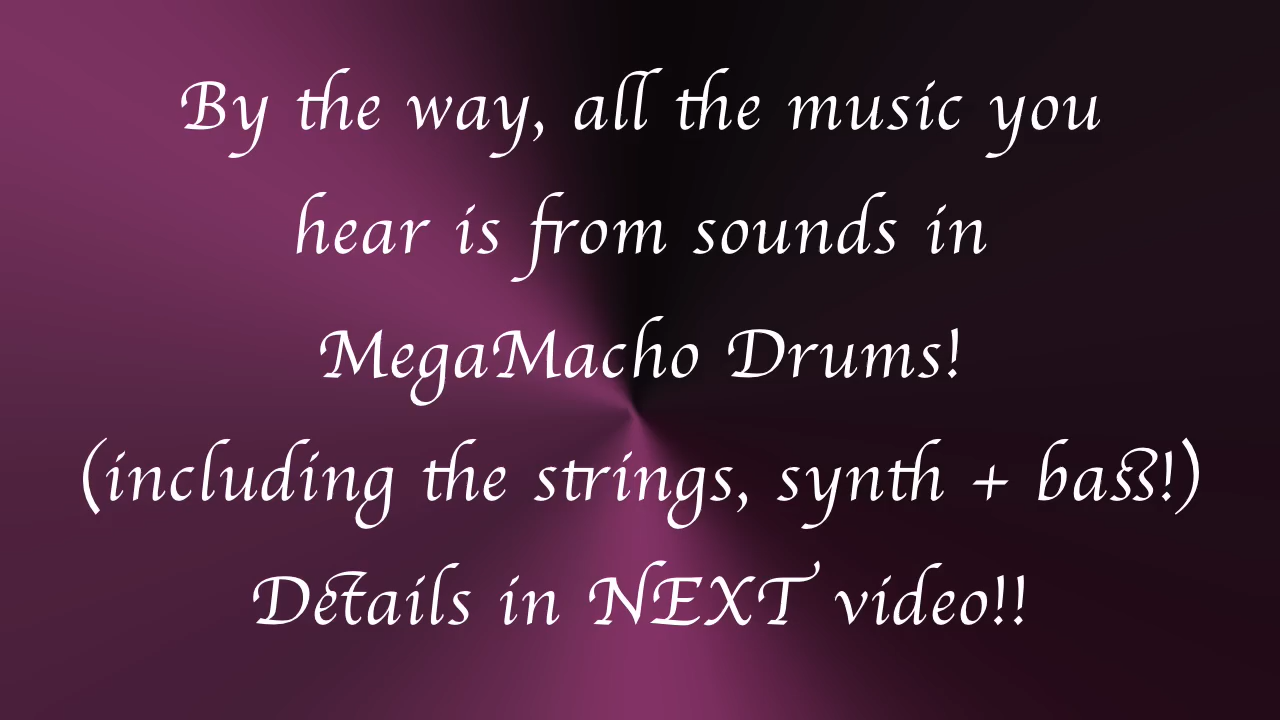 By the way, all the music you
hear is from sounds in
MegaMacho Drums!
(including the strings, synth + bass!)
Details in NEXT video!!